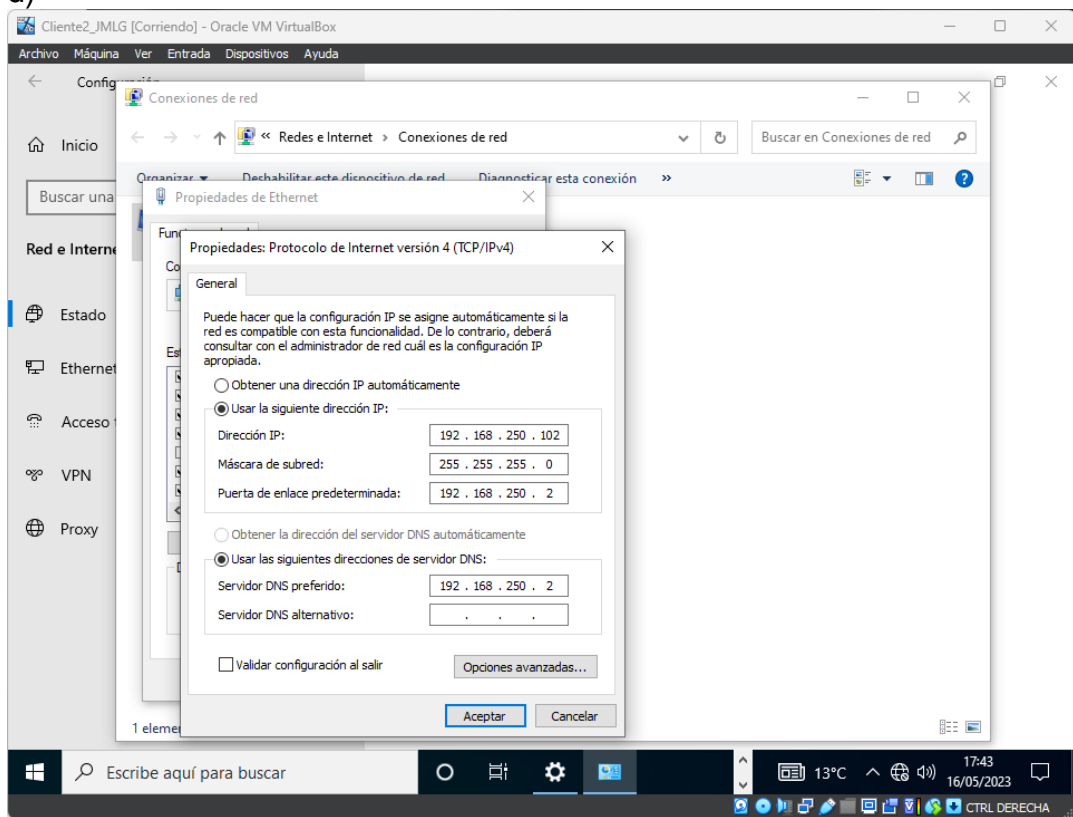 a)
Cliente2_JMLG [Corriendo] - Oracle VM VirtualBox
Archivo Máquina Ver Entrada Dispositivos Ayuda
Conexiones de red
Inicio
« Redes e Internet › Conexiones de red
Buscar en Conexiones de red
Organizar Deshabilitar este dispositivo de red Diagnosticar esta conexión »
Buscar una
Propiedades de Ethernet
Propiedades: Protocolo de Internet versión 4 (TCP/IPv4)
General
Puede hacer que la configuración IP se asigne automáticamente si la
red es compatible con esta funcionalidad. De lo contrario, deberá
consultar con el administrador de red cuál es la configuración IP
apropiada.
Obtener una dirección IP automáticamente
Usar la siguiente dirección IP:
Dirección IP: 192 . 168 . 250 . 102
Máscara de subred: 255 . 255 . 255 . 0
Puerta de enlace predeterminada: 192 . 168 . 250 . 2
Obtener la dirección del servidor DNS automáticamente
Usar las siguientes direcciones de servidor DNS:
Servidor DNS preferido: 192 . 168 . 250 . 2
Servidor DNS alternativo: . . .
Validar configuración al salir
Opciones avanzadas...
Aceptar Cancelar
Red e Interne
Estado
Ethernet
Acceso
VPN
Proxy
1 eleme
Escribe aquí para buscar
13°C
17:43
16/05/2023
CTRL DERECHA